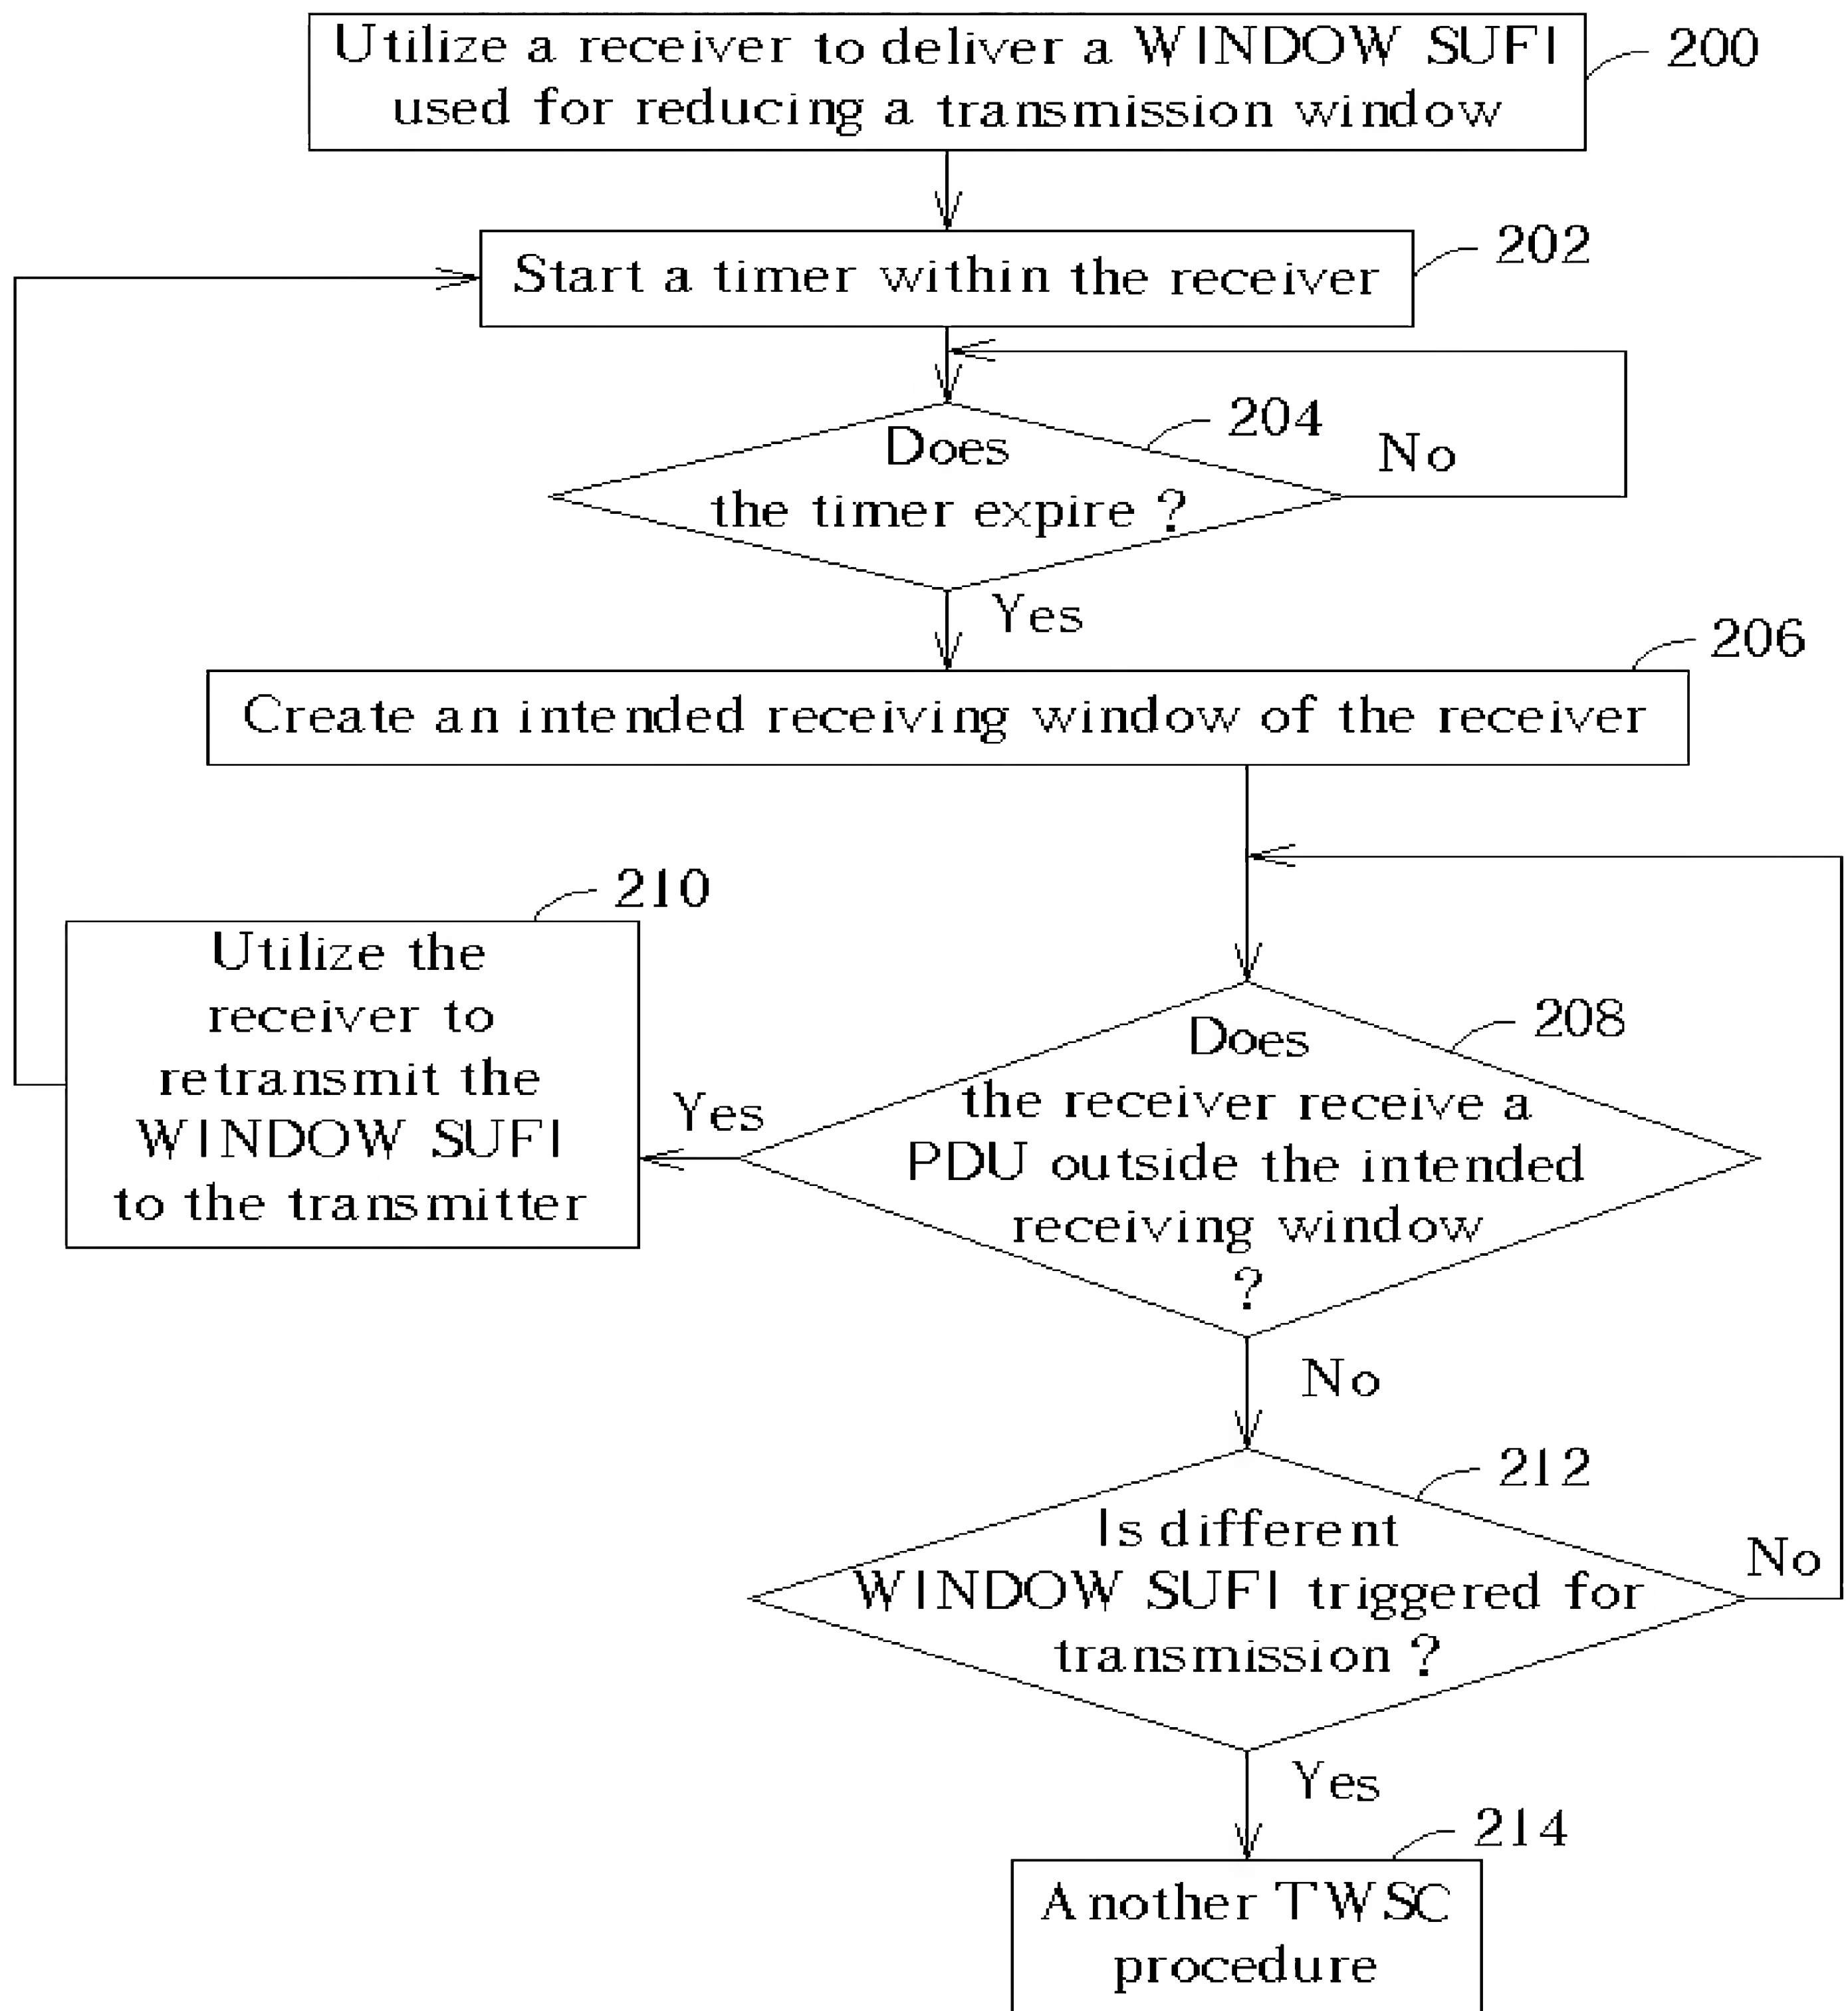 Utilize a receiver to deliver a WINDOW SUFI
used for reducing a transmission window
200
Start a timer within the receiver
202
Does
the timer expire ?
204
No
Yes
206
Create an intended receiving window of the receiver
210
Utilize the
receiver to
retransmit the
WINDOW SUFI
to the transmitter
Yes
208
Does
the receiver receive a
PDU outside the intended
receiving window
?
No
212
Is different
WINDOW SUFI triggered for
transmission ?
No
Yes
214
Another TWSC
procedure